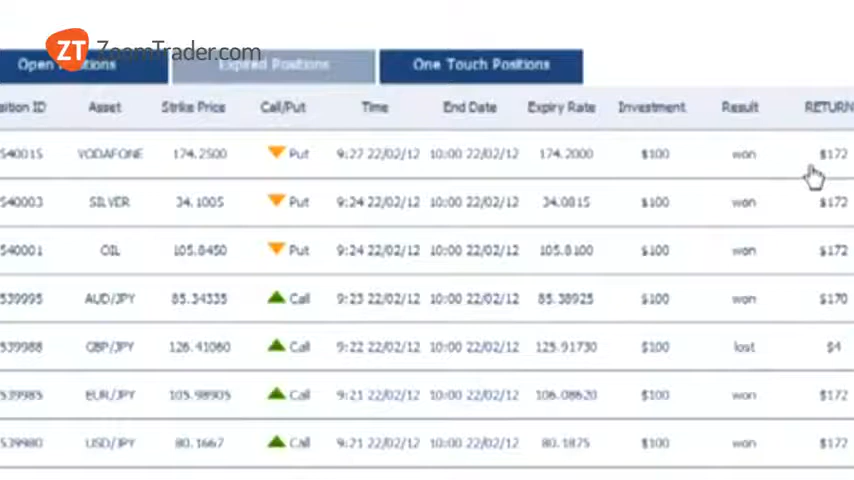 ZT ZoomTrader.com
Open Positions Expired Positions One Touch Positions
sition ID Asset Strike Price Call/Put Time End Date Expiry Rate Investment Result RETURN
540015 VODAFONE 174.2500 Put 9:27 22/02/12 10:00 22/02/12 174.2000 $100 won $172
540003 SILVER 34.1005 Put 9:24 22/02/12 10:00 22/02/12 34.0815 $100 won $172
540001 OIL 105.8450 Put 9:24 22/02/12 10:00 22/02/12 105.8100 $100 won $172
539995 AUD/JPY 85.34335 Call 9:23 22/02/12 10:00 22/02/12 85.38925 $100 won $170
539988 GBP/JPY 126.41060 Call 9:22 22/02/12 10:00 22/02/12 125.91730 $100 lost $4
539985 EUR/JPY 105.98905 Call 9:21 22/02/12 10:00 22/02/12 106.08620 $100 won $172
539980 USD/JPY 80.1667 Call 9:21 22/02/12 10:00 22/02/12 80.1875 $100 won $172